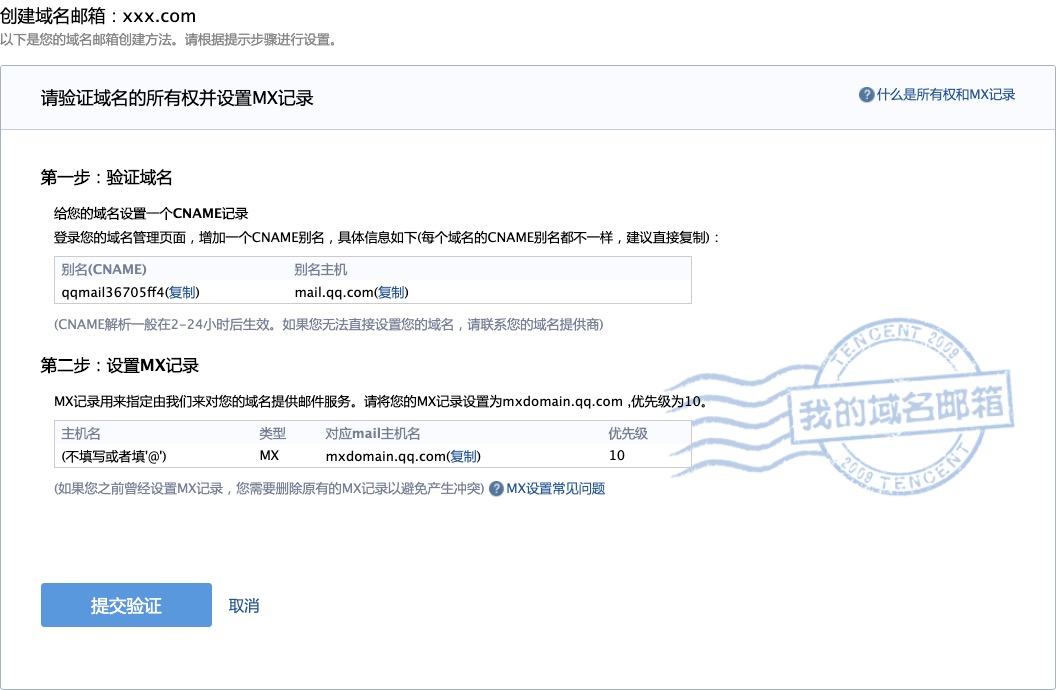 创建域名邮箱：xxx.com
以下是您的域名邮箱创建方法。请根据提示步骤进行设置。
请验证域名的所有权并设置MX记录
?什么是所有权和MX记录
第一步：验证域名
给您的域名设置一个CNAME记录
登录您的域名管理页面，增加一个CNAME别名，具体信息如下(每个域名的CNAME别名都不一样，建议直接复制)：
别名(CNAME) 别名主机
qqmail36705ff4(复制) mail.qq.com(复制)
(CNAME解析一般在2-24小时后生效。如果您无法直接设置您的域名，请联系您的域名提供商)
第二步：设置MX记录
MX记录用来指定由我们来对您的域名提供邮件服务。请将您的MX记录设置为mxdomain.qq.com ,优先级为10。
主机名 类型 对应mail主机名 优先级
(不填写或者填'@') MX mxdomain.qq.com(复制) 10
(如果您之前曾经设置MX记录，您需要删除原有的MX记录以避免产生冲突) ?MX设置常见问题
TENCENT 2009
我的域名邮箱
2009 TENCENT
提交验证 取消